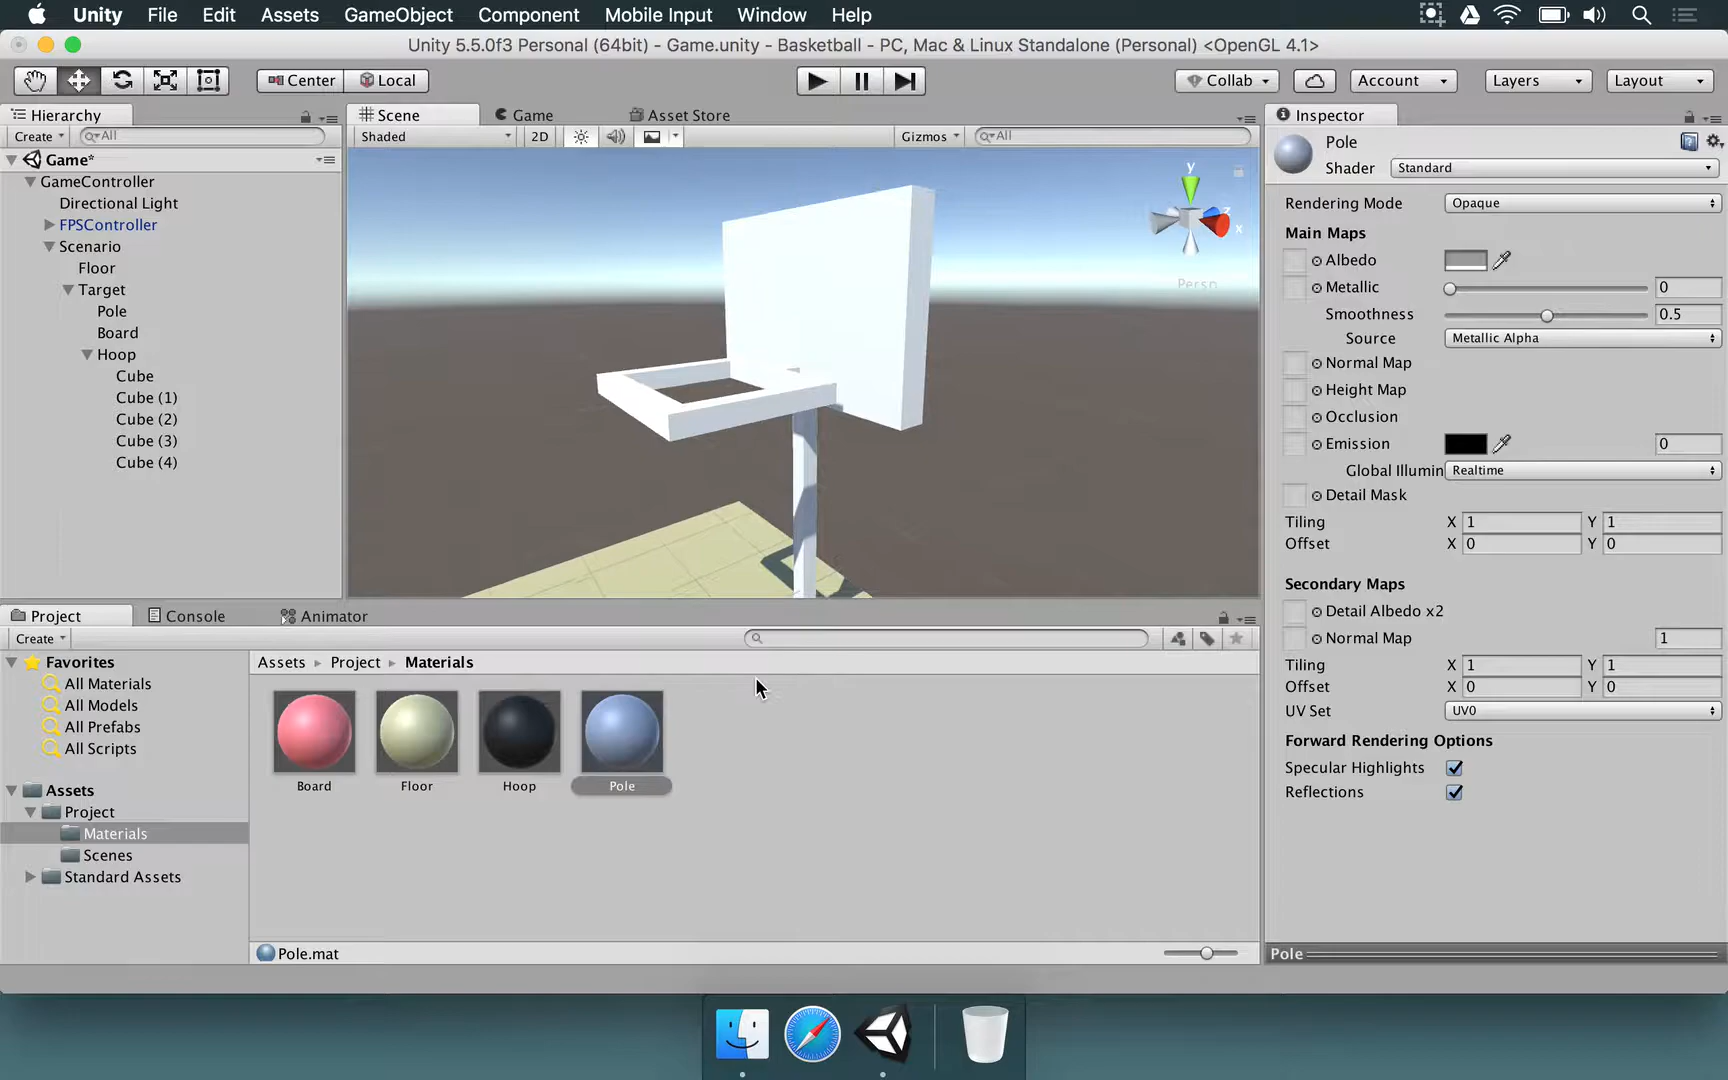 Unity File Edit Assets GameObject Component Mobile Input Window Help
Unity 5.5.0f3 Personal (64bit) - Game.unity - Basketball - PC, Mac & Linux Standalone (Personal) <OpenGL 4.1>
Center Local Collab Account Layers Layout
Hierarchy
Create All
Game*
GameController
Directional Light
FPSController
Scenario
Floor
Target
Pole
Board
Hoop
Cube
Cube (1)
Cube (2)
Cube (3)
Cube (4)
Scene Game Asset Store
Shaded 2D Gizmos All
y
z
x
Persp
Inspector
Pole
Shader Standard
Rendering Mode Opaque
Main Maps
Albedo
Metallic 0
Smoothness 0.5
Source Metallic Alpha
Normal Map
Height Map
Occlusion
Emission 0
Global Illumin Realtime
Detail Mask
Tiling X 1 Y 1
Offset X 0 Y 0
Secondary Maps
Detail Albedo x2
Normal Map 1
Tiling X 1 Y 1
Offset X 0 Y 0
UV Set UV0
Forward Rendering Options
Specular Highlights
Reflections
Pole
Project Console Animator
Create
Favorites
All Materials
All Models
All Prefabs
All Scripts
Assets
Project
Materials
Scenes
Standard Assets
Assets Project Materials
Board Floor Hoop Pole
Pole.mat